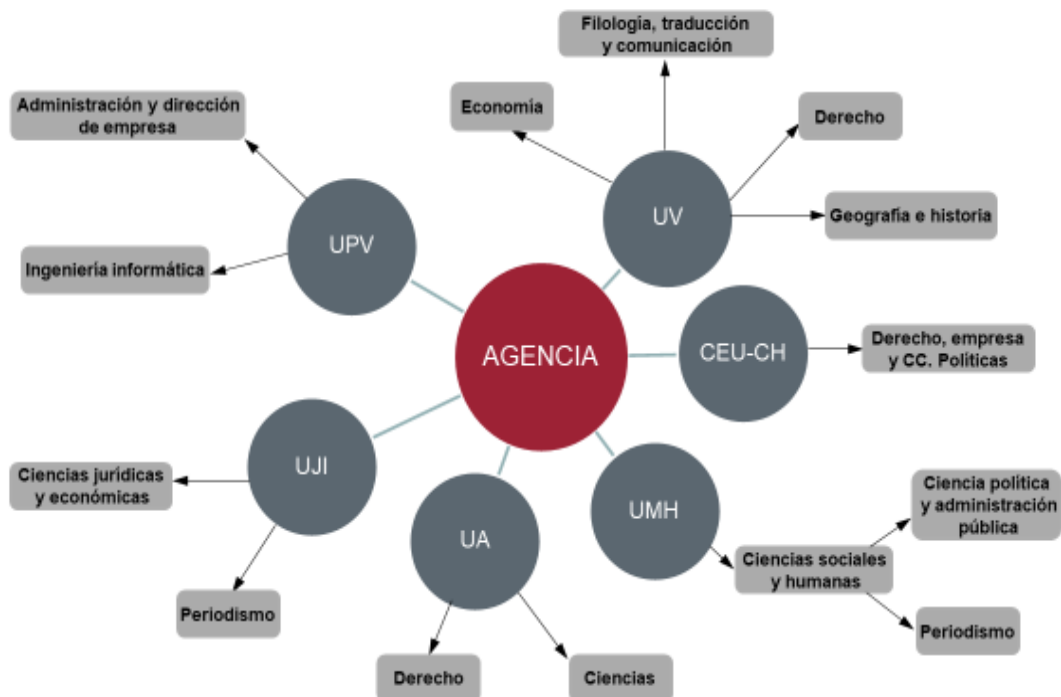 Filología, traducción
y comunicación
Economía
Derecho
Administración y dirección
de empresa
UV
Geografía e historia
UPV
Ingeniería informática
AGENCIA
CEU-CH
Derecho, empresa
y CC. Políticas
UJI
Ciencias jurídicas
y económicas
UA
UMH
Ciencia política
y administración
pública
Ciencias sociales
y humanas
Periodismo
Periodismo
Derecho
Ciencias